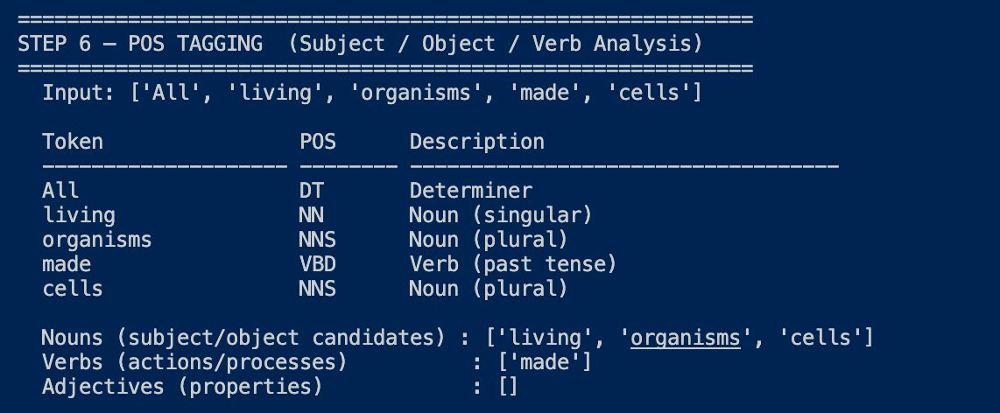 ============================================================
STEP 6 — POS TAGGING  (Subject / Object / Verb Analysis)
============================================================
  Input: ['All', 'living', 'organisms', 'made', 'cells']

  Token                POS      Description
  -------------------- -------- -----------------------------------
  All                  DT       Determiner
  living               NN       Noun (singular)
  organisms            NNS      Noun (plural)
  made                 VBD      Verb (past tense)
  cells                NNS      Noun (plural)

  Nouns (subject/object candidates) : ['living', 'organisms', 'cells']
  Verbs (actions/processes)          : ['made']
  Adjectives (properties)            : []